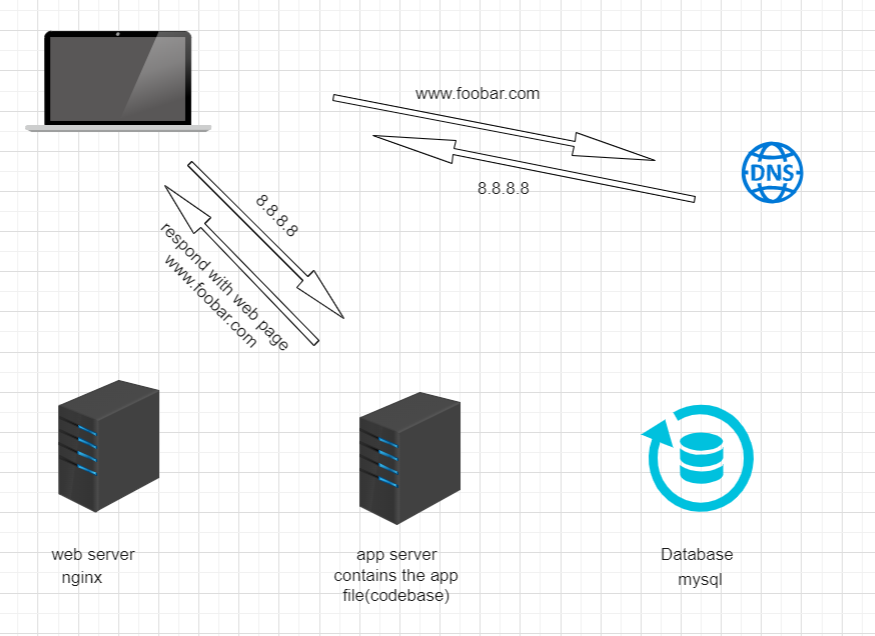 www.foobar.com
DNS
8.8.8.8
8.8.8.8
respond with web page
www.foobar.com
web server
nginx
app server
contains the app
file(codebase)
Database
mysql